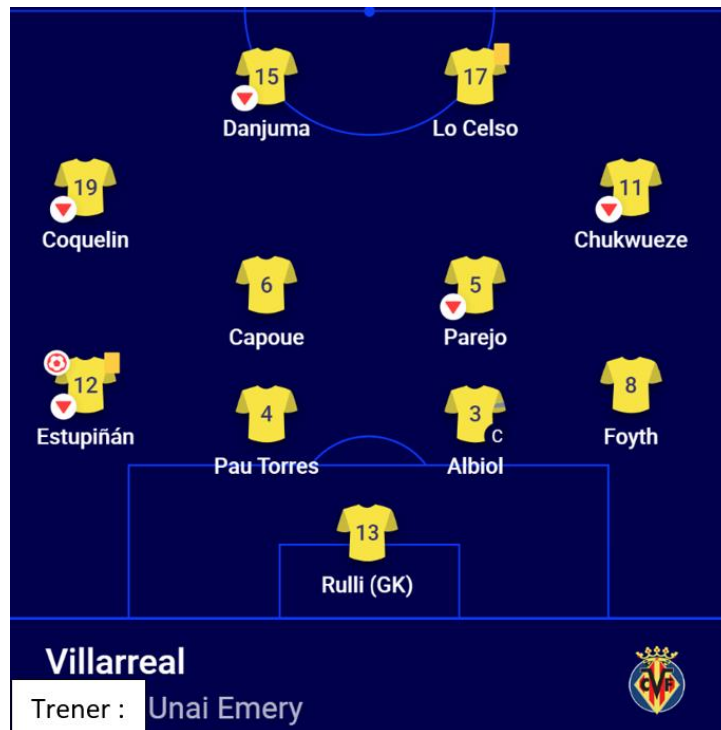 15
17
Danjuma
Lo Celso
19
11
Coquelin
Chukwueze
6
5
Capoue
Parejo
12
8
4
3
C
Estupiñán
Foyth
Pau Torres
Albiol
13
Rulli (GK)
Villarreal
Trener : Unai Emery
CVF